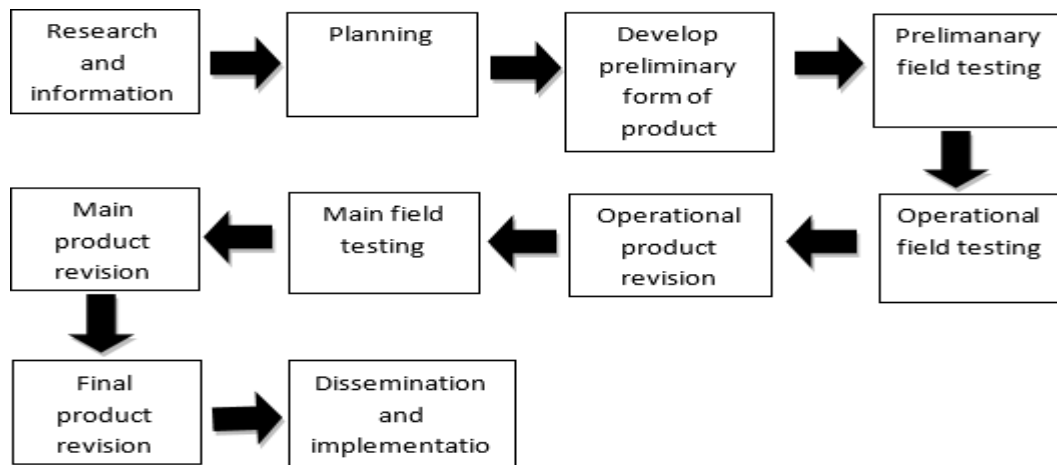 Research
and
information
Planning
Develop
preliminary
form of
product
Prelimanary
field testing
Operational
field testing
Operational
product
revision
Main field
testing
Main
product
revision
Final
product
revision
Dissemination
and
implementatio